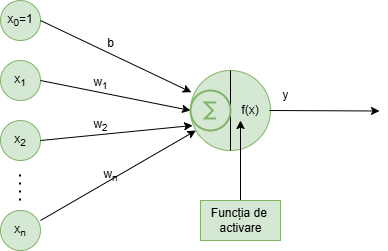 x₀=1
b
x₁
w₁
∑
f(x)
y
x₂
w₂
wₙ
xₙ
Funcția de
activare